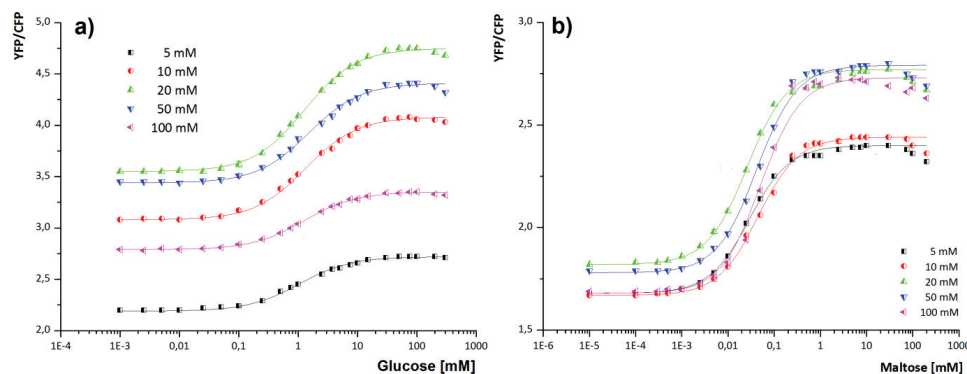 a)
YFP/CFP
5,0
4,5
4,0
3,5
3,0
2,5
2,0
5 mM
10 mM
20 mM
50 mM
100 mM
1E-4 1E-3 0,01 0,1 1 10 100 1000
Glucose [mM]
b)
YFP/CFP
3,0
2,5
2,0
1,5
5 mM
10 mM
20 mM
50 mM
100 mM
1E-6 1E-5 1E-4 1E-3 0,01 0,1 1 10 100 1000
Maltose [mM]